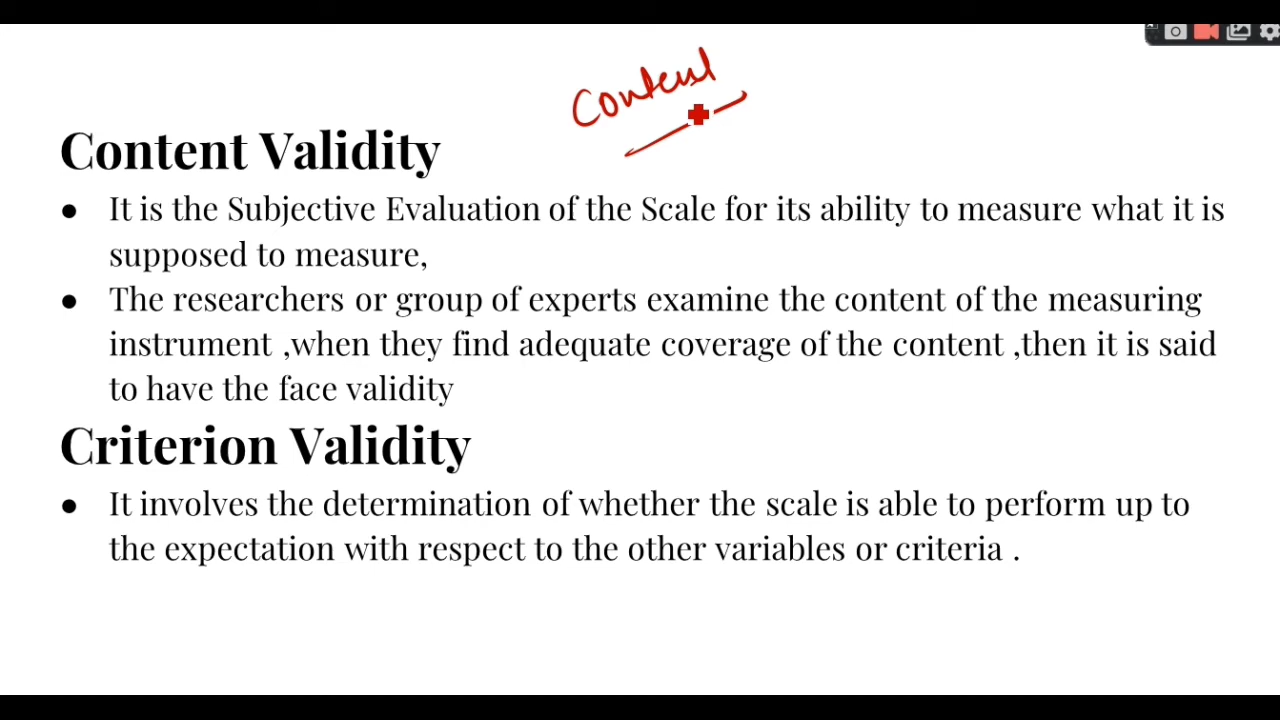 Content
Content Validity
● It is the Subjective Evaluation of the Scale for its ability to measure what it is
supposed to measure,
● The researchers or group of experts examine the content of the measuring
instrument ,when they find adequate coverage of the content ,then it is said
to have the face validity
Criterion Validity
● It involves the determination of whether the scale is able to perform up to
the expectation with respect to the other variables or criteria .